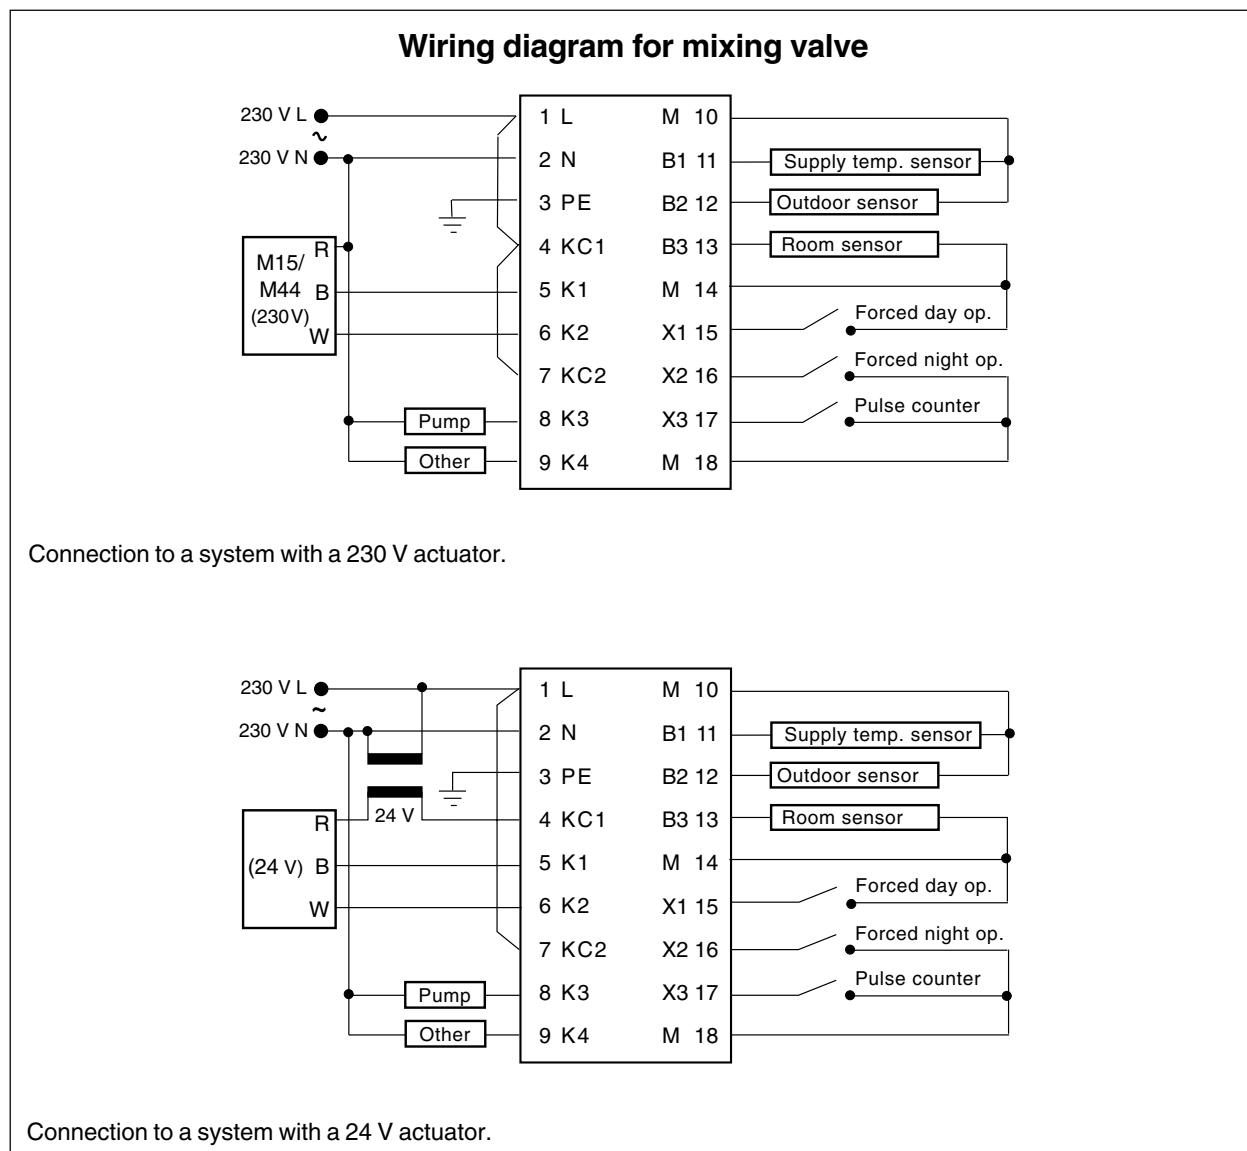 Wiring diagram for mixing valve
230 V L
~
230 V N
M15/
M44
(230V)
R
B
W
Pump
Other
1 L
2 N
3 PE
4 KC1
5 K1
6 K2
7 KC2
8 K3
9 K4
M 10
B1 11
B2 12
B3 13
M 14
X1 15
X2 16
X3 17
M 18
Supply temp. sensor
Outdoor sensor
Room sensor
Forced day op.
Forced night op.
Pulse counter
Connection to a system with a 230 V actuator.
230 V L
~
230 V N
24 V
(24 V)
R
B
W
Pump
Other
1 L
2 N
3 PE
4 KC1
5 K1
6 K2
7 KC2
8 K3
9 K4
M 10
B1 11
B2 12
B3 13
M 14
X1 15
X2 16
X3 17
M 18
Supply temp. sensor
Outdoor sensor
Room sensor
Forced day op.
Forced night op.
Pulse counter
Connection to a system with a 24 V actuator.